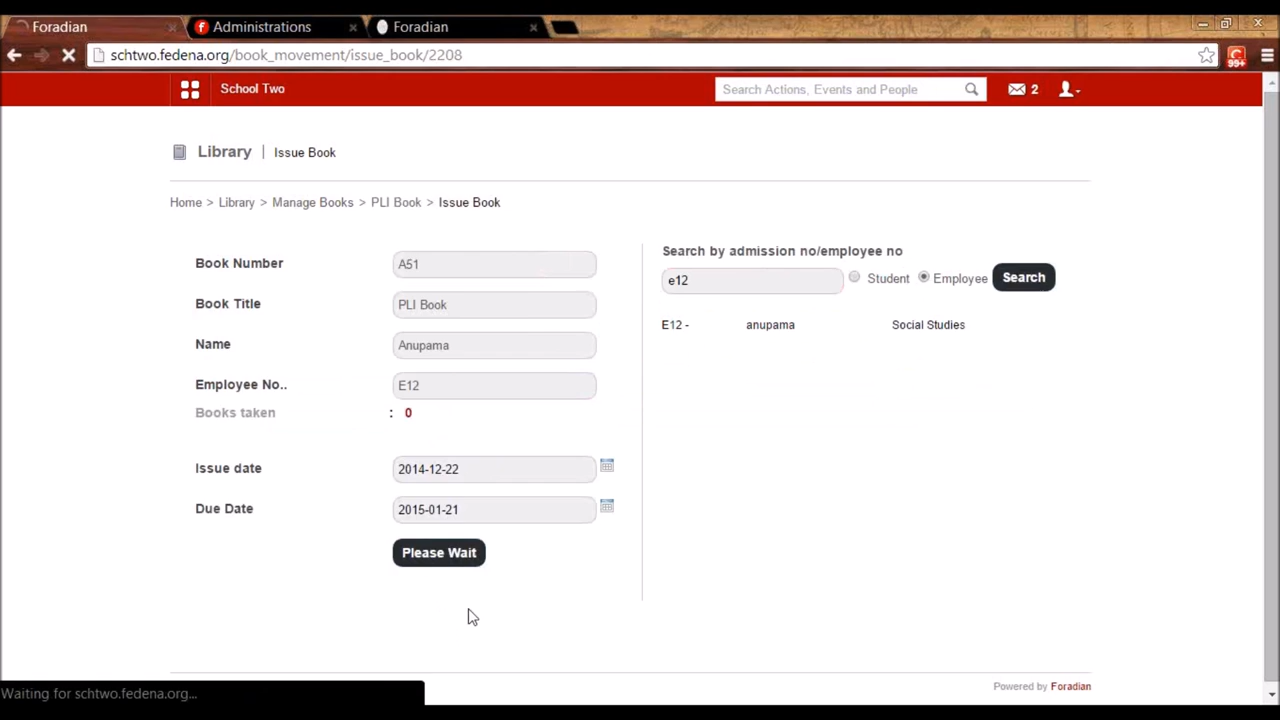 Foradian
Administrations
Foradian
schtwo.fedena.org/book_movement/issue_book/2208
99+
School Two
Search Actions, Events and People
2
Library | Issue Book
Home > Library > Manage Books > PLI Book > Issue Book
Book Number
A51
Book Title
PLI Book
Name
Anupama
Employee No..
E12
Books taken : 0
Issue date
2014-12-22
Due Date
2015-01-21
Please Wait
Search by admission no/employee no
e12
Student
Employee
Search
E12 - anupama Social Studies
Powered by Foradian
Waiting for schtwo.fedena.org...